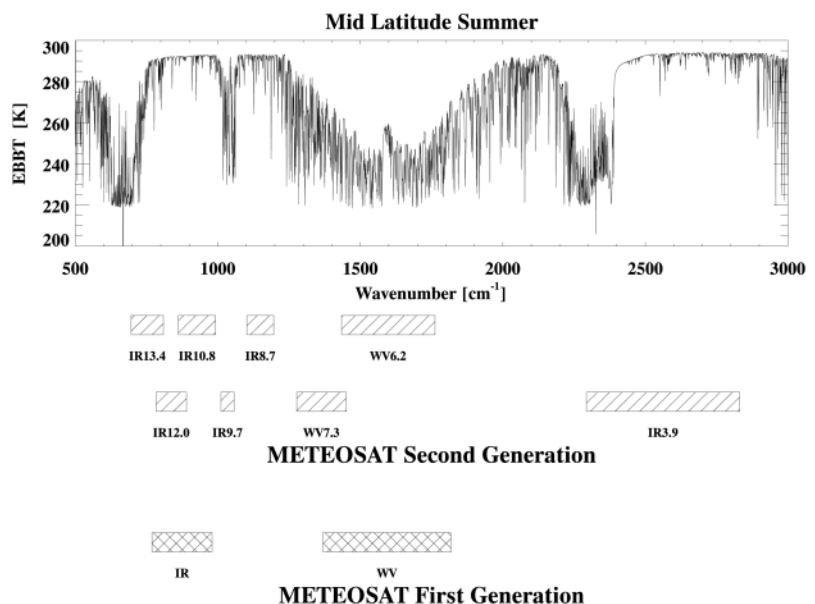 Mid Latitude Summer
EBBT [K]
300
280
260
240
220
200
500 1000 1500 2000 2500 3000
Wavenumber [cm⁻¹]
IR13.4 IR10.8 IR8.7 WV6.2
IR12.0 IR9.7 WV7.3 IR3.9
METEOSAT Second Generation
IR WV
METEOSAT First Generation